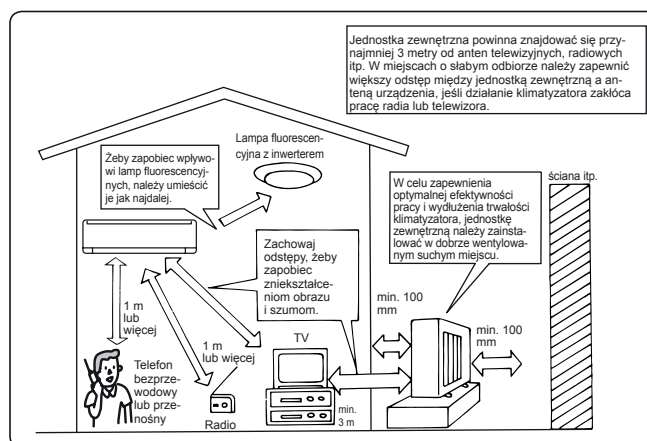 Jednostka zewnętrzna powinna znajdować się przy-
najmniej 3 metry od anten telewizyjnych, radiowych
itp. W miejscach o słabym odbiorze należy zapewnić
większy odstęp między jednostką zewnętrzną a an-
teną urządzenia, jeśli działanie klimatyzatora zakłóca
pracę radia lub telewizora.
Lampa fluorescen-
cyjna z inwerterem
Żeby zapobiec wpływo-
wi lamp fluorescencyj-
nych, należy umieścić
je jak najdalej.
ściana itp.
W celu zapewnienia
optymalnej efektywności
pracy i wydłużenia trwałości
klimatyzatora, jednostkę
zewnętrzną należy zainsta-
lować w dobrze wentylowa-
nym suchym miejscu.
Zachowaj
odstępy, żeby
zapobiec
zniekształce-
niom obrazu
i szumom.
1 m
lub
więcej
1 m
lub więcej
TV
min. 100
mm
min. 100
mm
Telefon
bezprze-
wodowy
lub prze-
nośny
Radio
min.
3 m